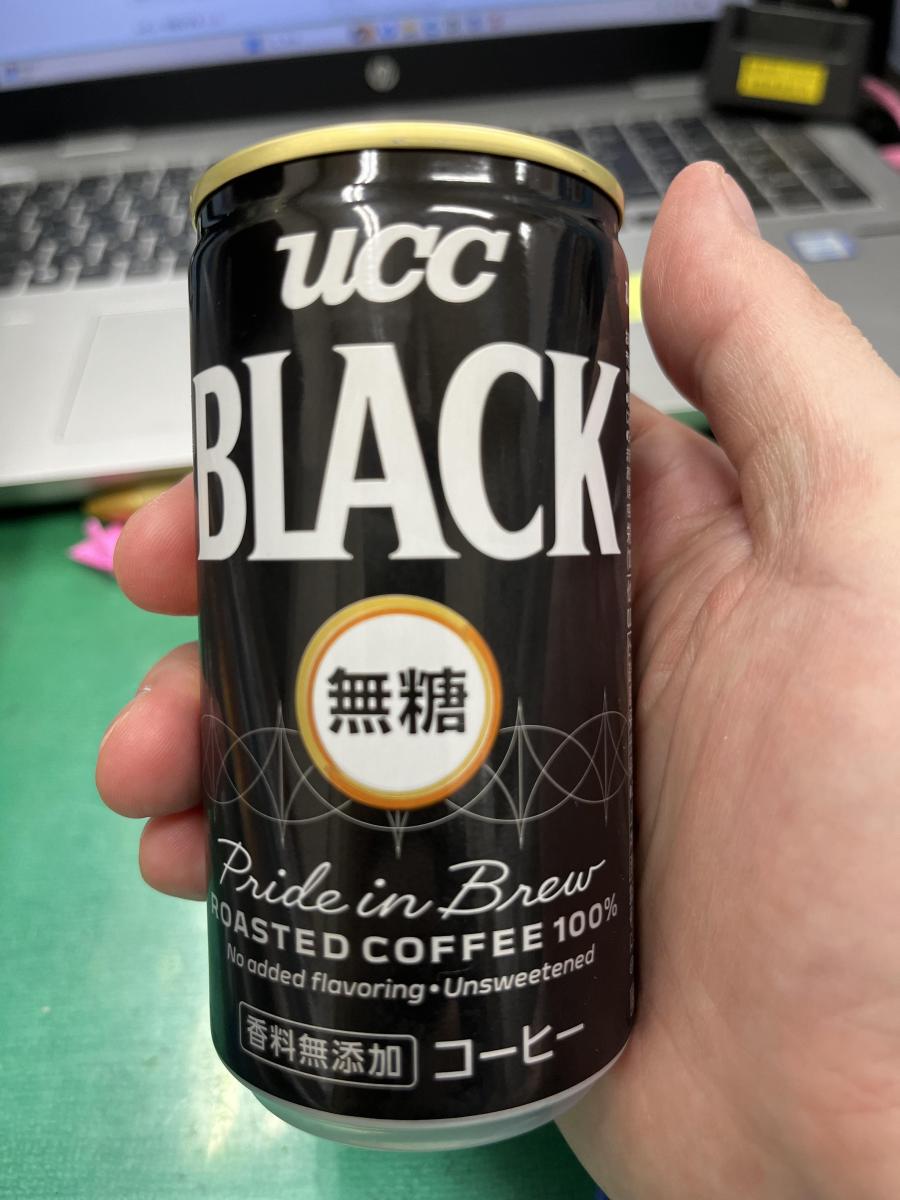 UCC
BLACK
無糖
Pride in Brew
ROASTED COFFEE 100%
No added flavoring•Unsweetened
香料無添加 コーヒー